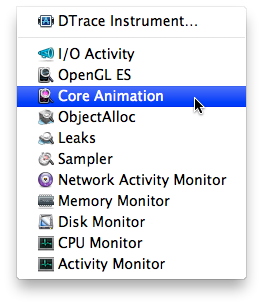 DTrace Instrument...
I/O Activity
OpenGL ES
Core Animation
ObjectAlloc
Leaks
Sampler
Network Activity Monitor
Memory Monitor
Disk Monitor
CPU Monitor
Activity Monitor